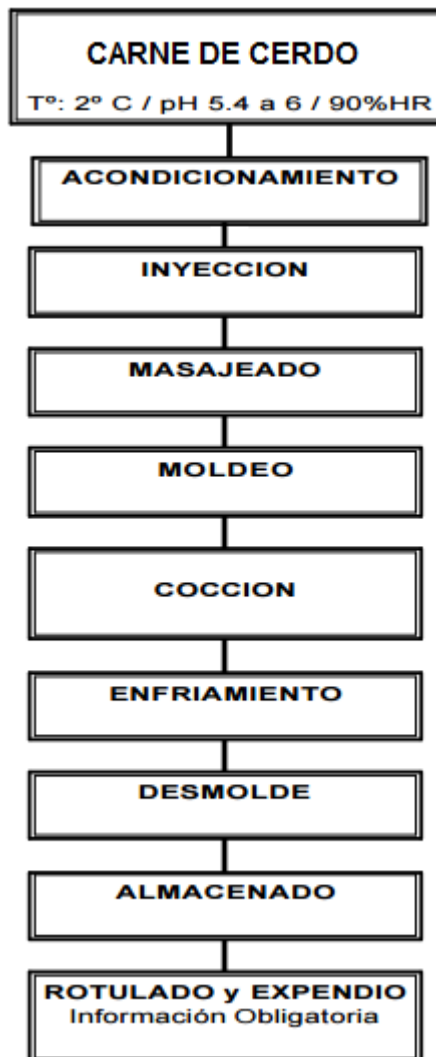 CARNE DE CERDO
Tº: 2º C / pH 5.4 a 6 / 90%HR
ACONDICIONAMIENTO
INYECCION
MASAJEADO
MOLDEO
COCCION
ENFRIAMIENTO
DESMOLDE
ALMACENADO
ROTULADO y EXPENDIO
Información Obligatoria